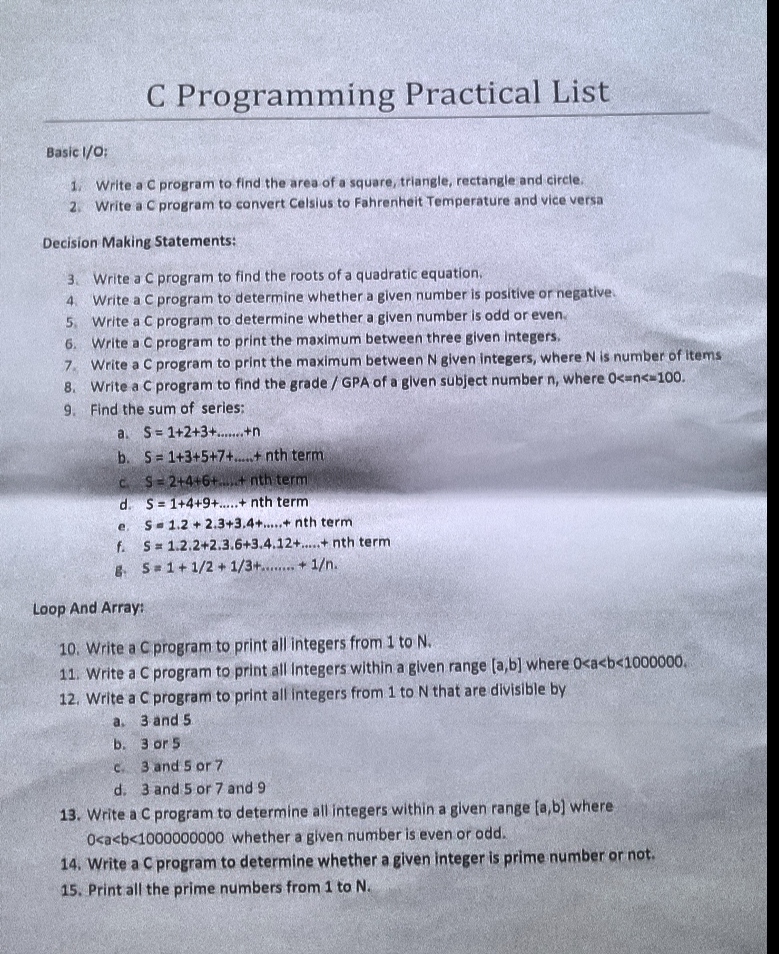 C Programming Practical List
Basic I/O:
1. Write a C program to find the area of a square, triangle, rectangle and circle.
2. Write a C program to convert Celsius to Fahrenheit Temperature and vice versa
Decision Making Statements:
3. Write a C program to find the roots of a quadratic equation.
4. Write a C program to determine whether a given number is positive or negative.
5. Write a C program to determine whether a given number is odd or even.
6. Write a C program to print the maximum between three given integers.
7. Write a C program to print the maximum between N given integers, where N is number of items
8. Write a C program to find the grade / GPA of a given subject number n, where 0<=n<=100.
9. Find the sum of series:
a. S = 1+2+3+........+n
b. S = 1+3+5+7+.....+ nth term
c. S = 2+4+6+.....+ nth term
d. S = 1+4+9+.....+ nth term
e. S = 1.2 + 2.3+3.4+.....+ nth term
f. S = 1.2.2+2.3.6+3.4.12+.....+ nth term
g. S = 1 + 1/2 + 1/3+........ + 1/n.
Loop And Array:
10. Write a C program to print all integers from 1 to N.
11. Write a C program to print all integers within a given range [a,b] where 0<a<b<1000000.
12. Write a C program to print all integers from 1 to N that are divisible by
a. 3 and 5
b. 3 or 5
c. 3 and 5 or 7
d. 3 and 5 or 7 and 9
13. Write a C program to determine all integers within a given range [a,b] where
0<a<b<1000000000 whether a given number is even or odd.
14. Write a C program to determine whether a given integer is prime number or not.
15. Print all the prime numbers from 1 to N.